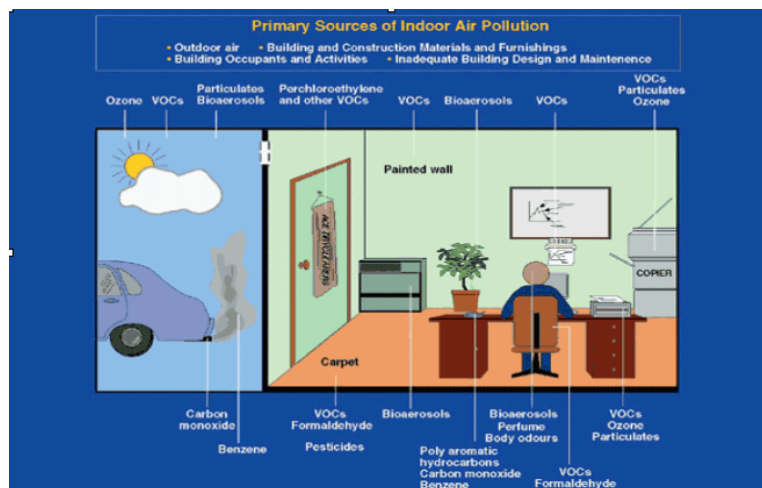 Primary Sources of Indoor Air Pollution
• Outdoor air • Building and Construction Materials and Furnishings
• Building Occupants and Activities • Inadequate Building Design and Maintenence
Ozone VOCs
Particulates
Bioaerosols
Perchloroethylene
and other VOCs
VOCs
Bioaerosols
VOCs
VOCs
Particulates
Ozone
Painted wall
ACE DRYCLEANERS
COPIER
Carpet
Carbon
monoxide
Benzene
VOCs
Formaldehyde
Pesticides
Bioaerosols
Poly aromatic
hydrocarbons
Carbon monoxide
Benzene
Bioaerosols
Perfume
Body odours
VOCs
Formaldehyde
VOCs
Ozone
Particulates